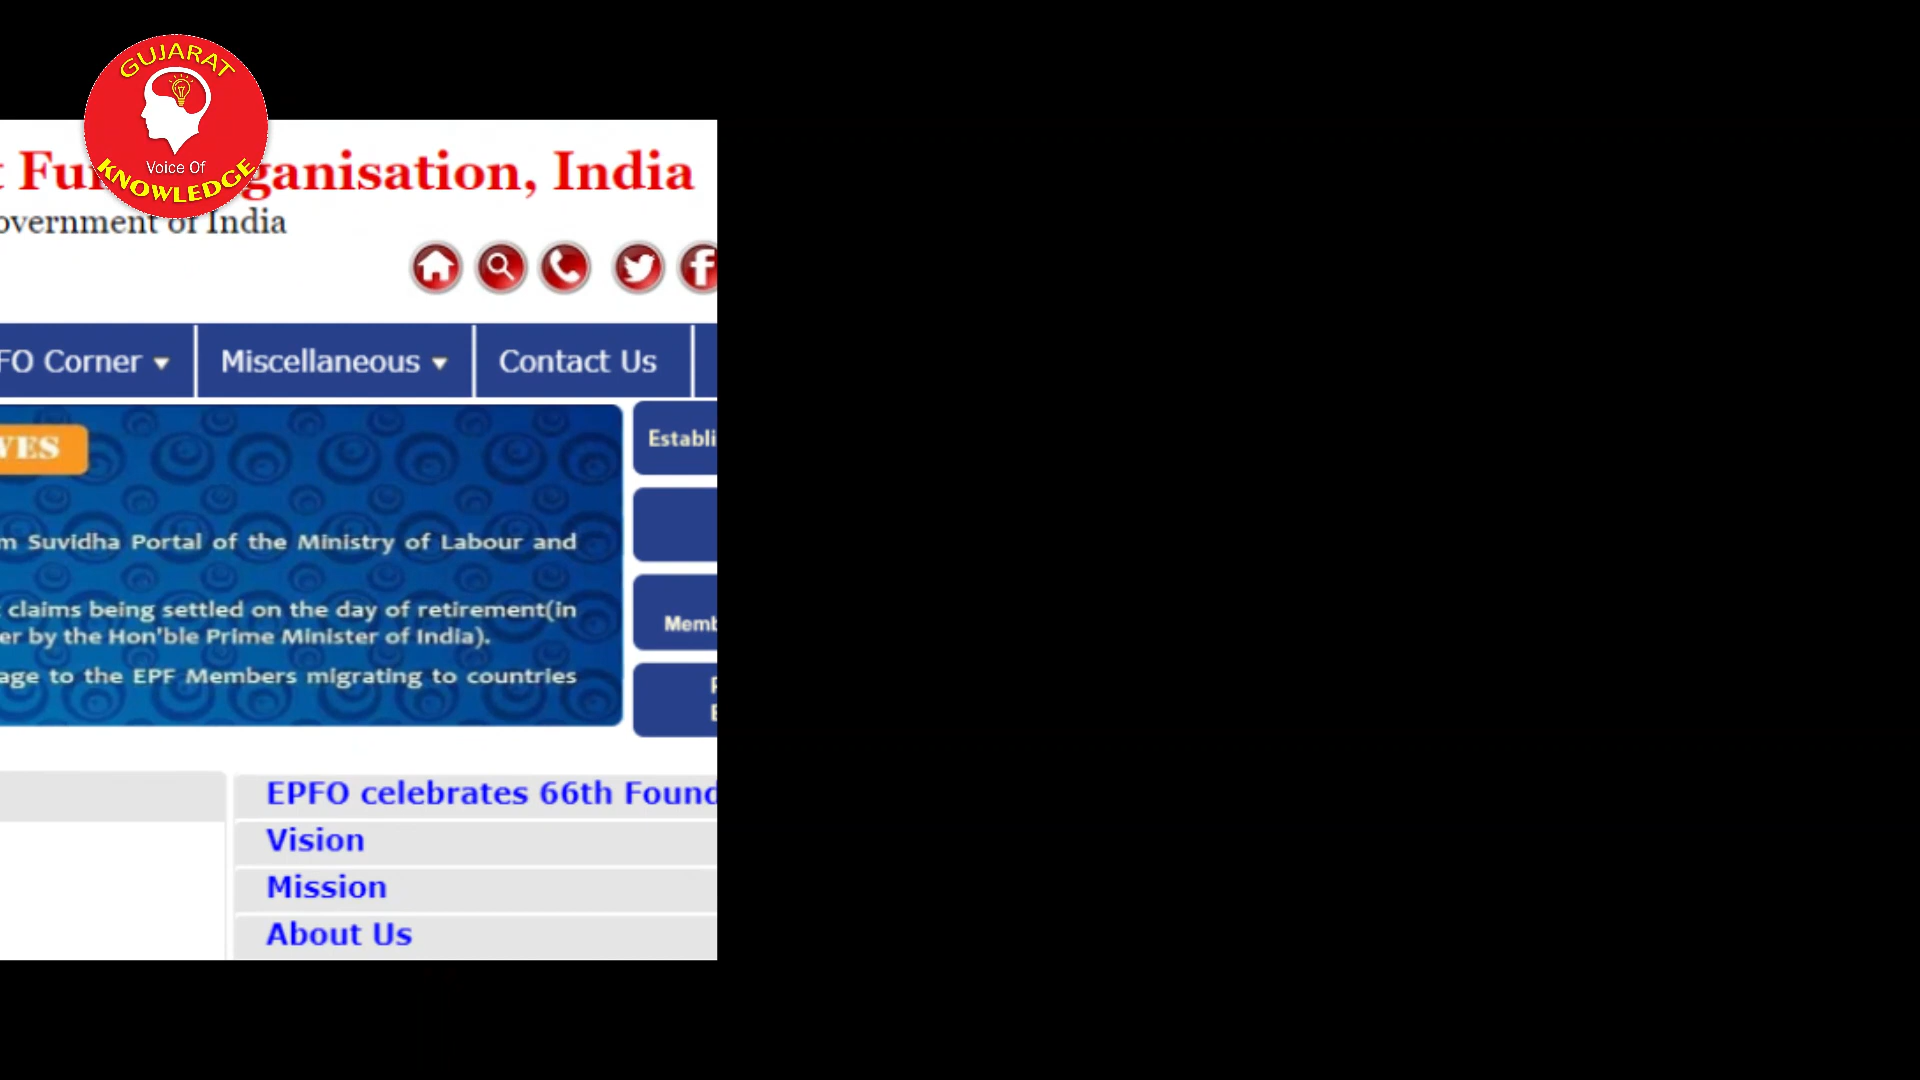 GUJARAT
Voice Of
KNOWLEDGE
ganisation, India
overnment of India
FO Corner
Miscellaneous
Contact Us
VES
Suvidha Portal of the Ministry of Labour and
claims being settled on the day of retirement(in
er by the Hon'ble Prime Minister of India).
age to the EPF Members migrating to countries
Establi
Memb
EPFO celebrates 66th Found
Vision
Mission
About Us